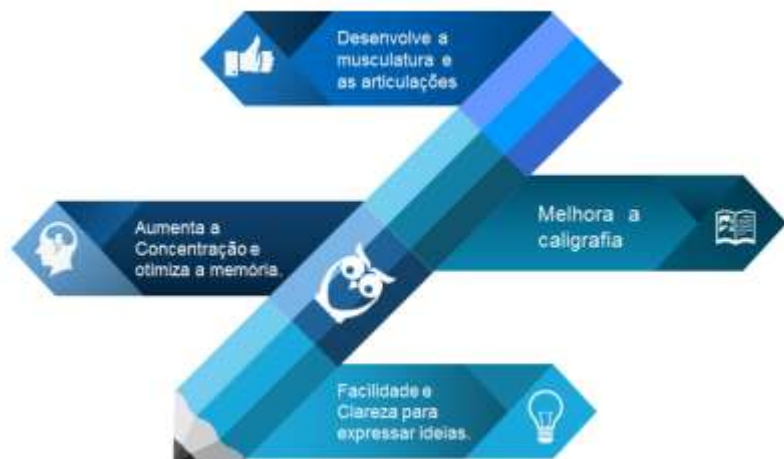 Desenvolve a
musculatura e
as articulações
Aumenta a
Concentração e
otimiza a memória.
Melhora a
caligrafia
Facilidade e
Clareza para
expressar ideias.